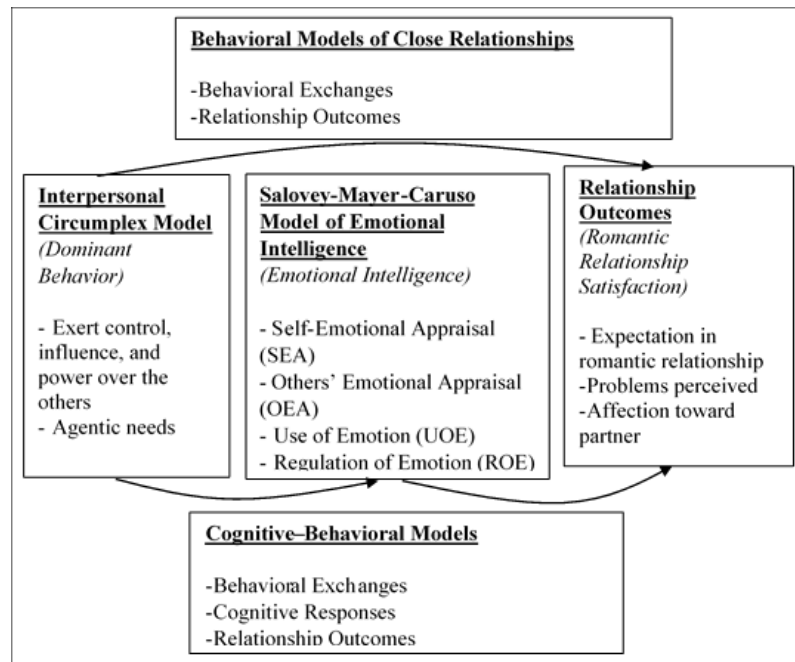 Behavioral Models of Close Relationships
-Behavioral Exchanges
-Relationship Outcomes
Interpersonal
Circumplex Model
(Dominant
Behavior)
- Exert control,
influence, and
power over the
others
- Agentic needs
Salovey-Mayer-Caruso
Model of Emotional
Intelligence
(Emotional Intelligence)
- Self-Emotional Appraisal
(SEA)
- Others’ Emotional Appraisal
(OEA)
- Use of Emotion (UOE)
- Regulation of Emotion (ROE)
Relationship
Outcomes
(Romantic
Relationship
Satisfaction)
- Expectation in
romantic relationship
-Problems perceived
-Affection toward
partner
Cognitive–Behavioral Models
-Behavioral Exchanges
-Cognitive Responses
-Relationship Outcomes